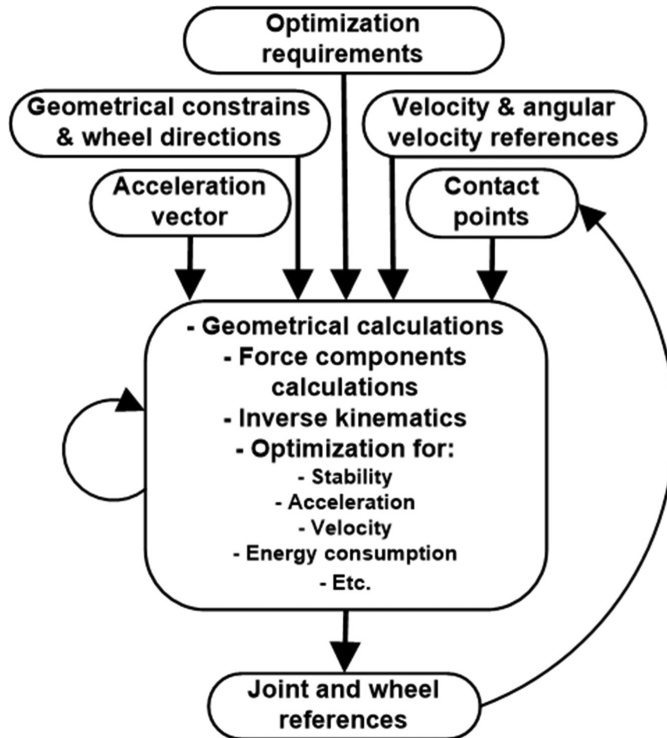 Optimization
requirements
Geometrical constrains
& wheel directions
Velocity & angular
velocity references
Acceleration
vector
Contact
points
- Geometrical calculations
- Force components
calculations
- Inverse kinematics
- Optimization for:
- Stability
- Acceleration
- Velocity
- Energy consumption
- Etc.
Joint and wheel
references